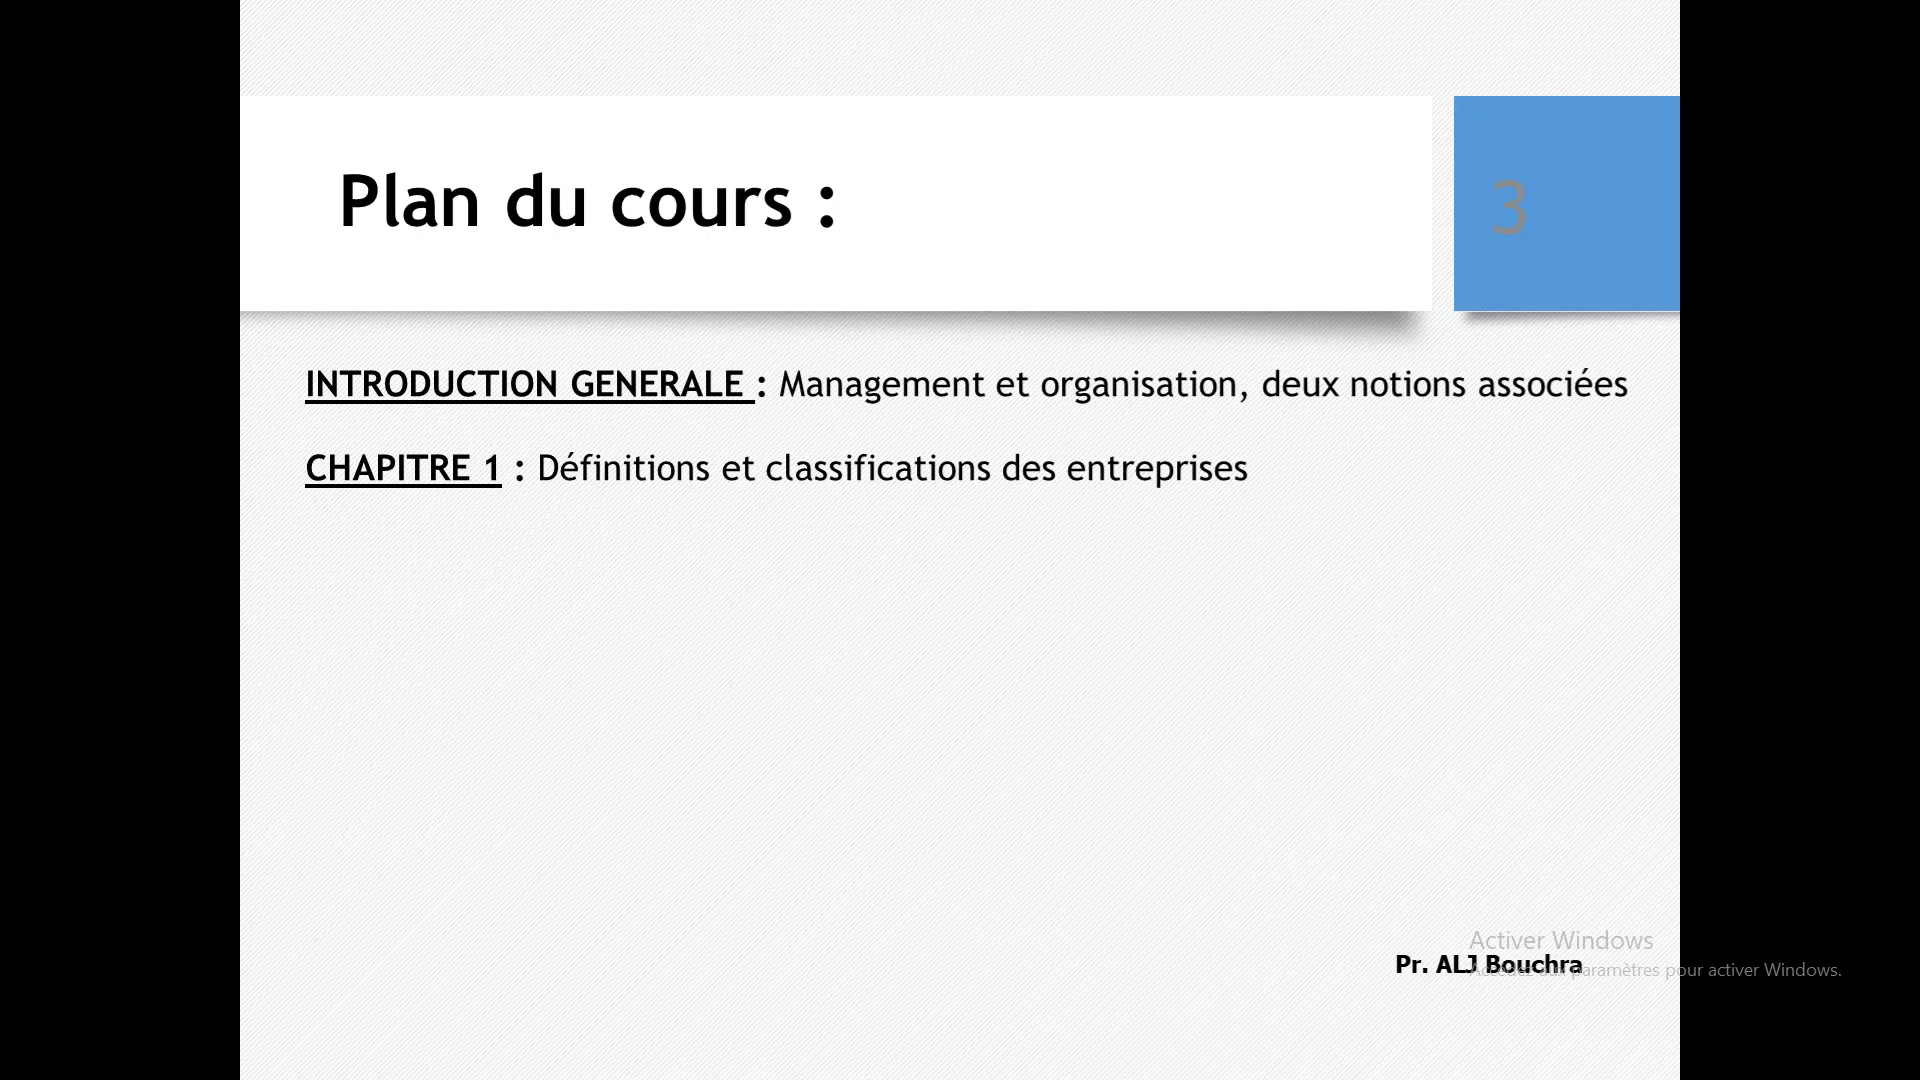 Plan du cours :
3
INTRODUCTION GENERALE : Management et organisation, deux notions associées
CHAPITRE 1 : Définitions et classifications des entreprises
Activer Windows
Pr. ALJ Bouchra
Accédez aux paramètres pour activer Windows.